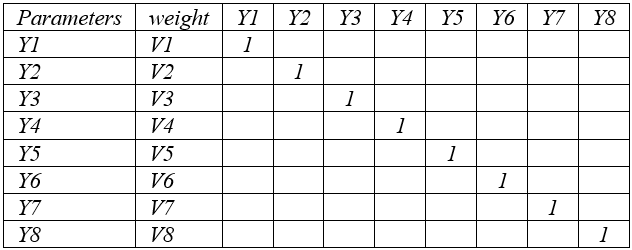 Parameters weight Y1 Y2 Y3 Y4 Y5 Y6 Y7 Y8
Y1 V1 1
Y2 V2 1
Y3 V3 1
Y4 V4 1
Y5 V5 1
Y6 V6 1
Y7 V7 1
Y8 V8 1